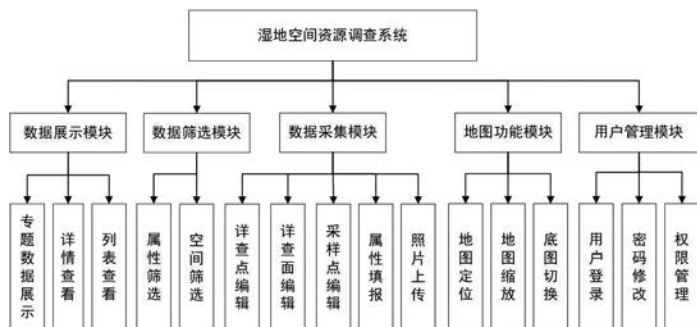 湿地空间资源调查系统
数据展示模块
数据筛选模块
数据采集模块
地图功能模块
用户管理模块
专题数据展示
详情查看
列表查看
属性筛选
空间筛选
详查点编辑
详查面编辑
采样点编辑
属性填报
照片上传
地图定位
地图缩放
底图切换
用户登录
密码修改
权限管理